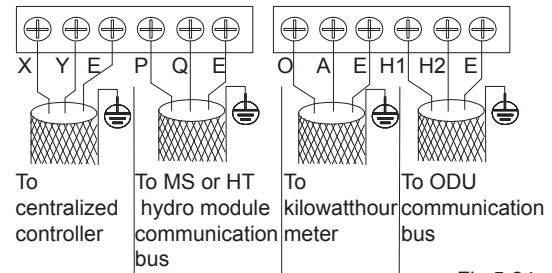 X Y E P Q E O A E H1 H2 E
To
centralized
controller
To MS or HT
hydro module
communication
bus
To
kilowatthour
meter
To ODU
communication
bus